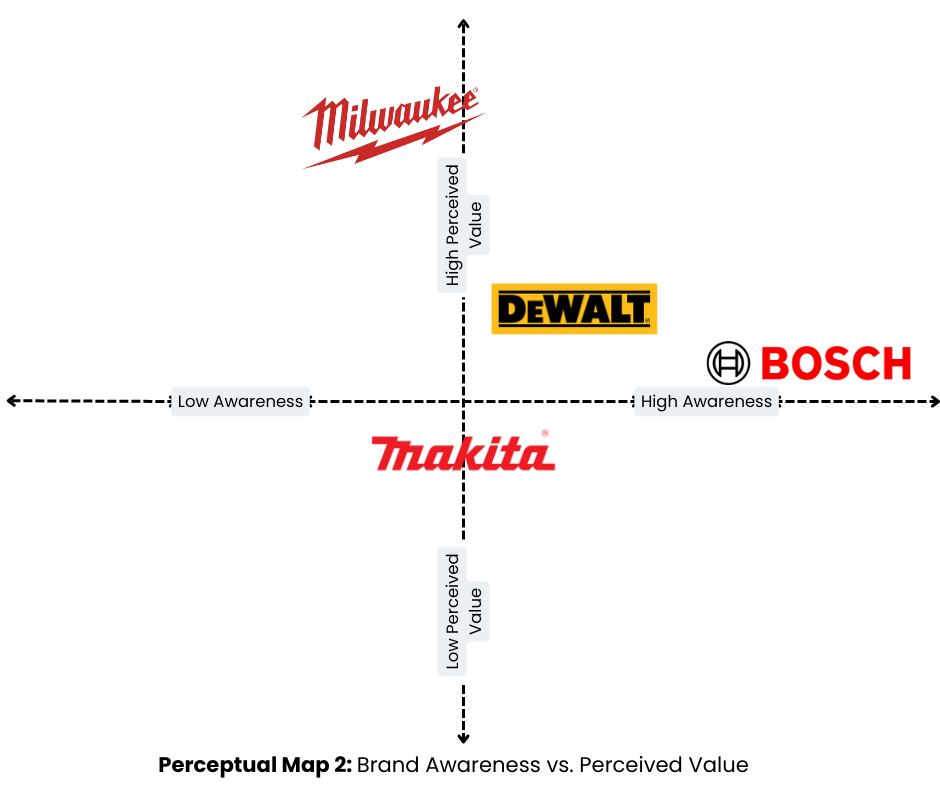 Milwaukee®
High Perceived
Value
DEWALT®
BOSCH
Low Awareness
High Awareness
makita®
Low Perceived
Value
Perceptual Map 2: Brand Awareness vs. Perceived Value